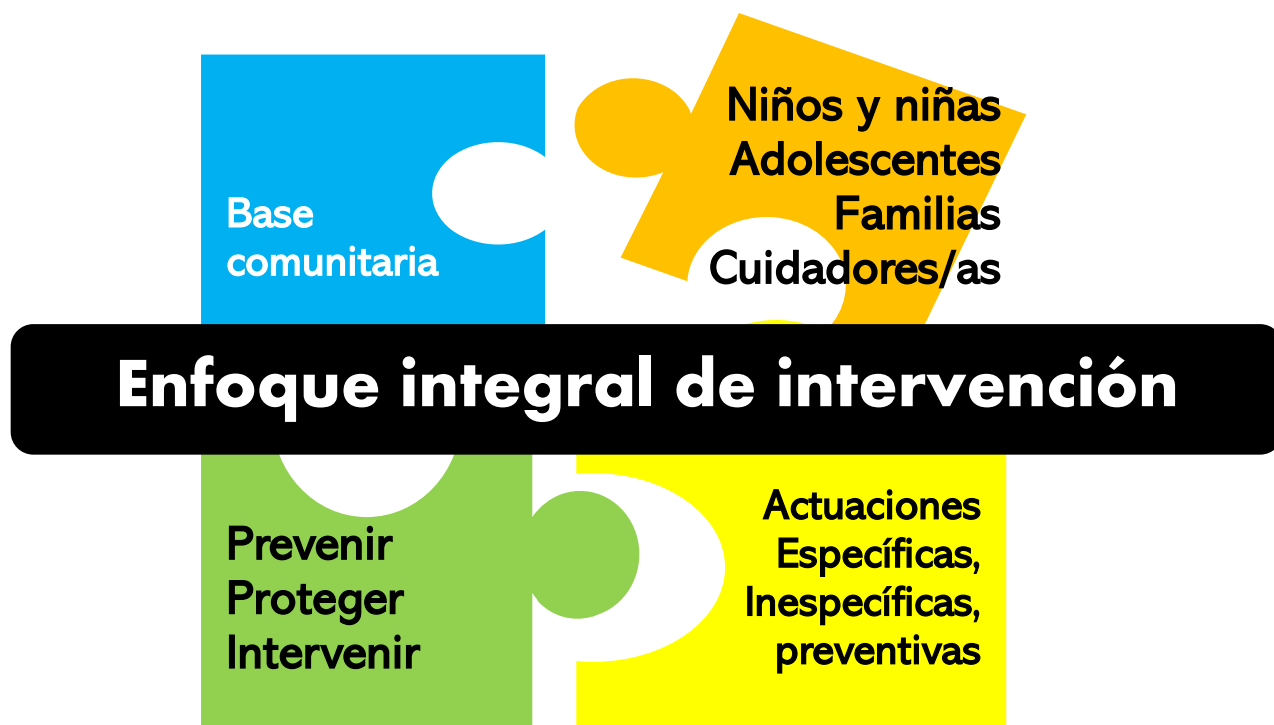 Base
comunitaria
Niños y niñas
Adolescentes
Familias
Cuidadores/as
Enfoque integral de intervención
Prevenir
Proteger
Intervenir
Actuaciones
Específicas,
Inespecíficas,
preventivas